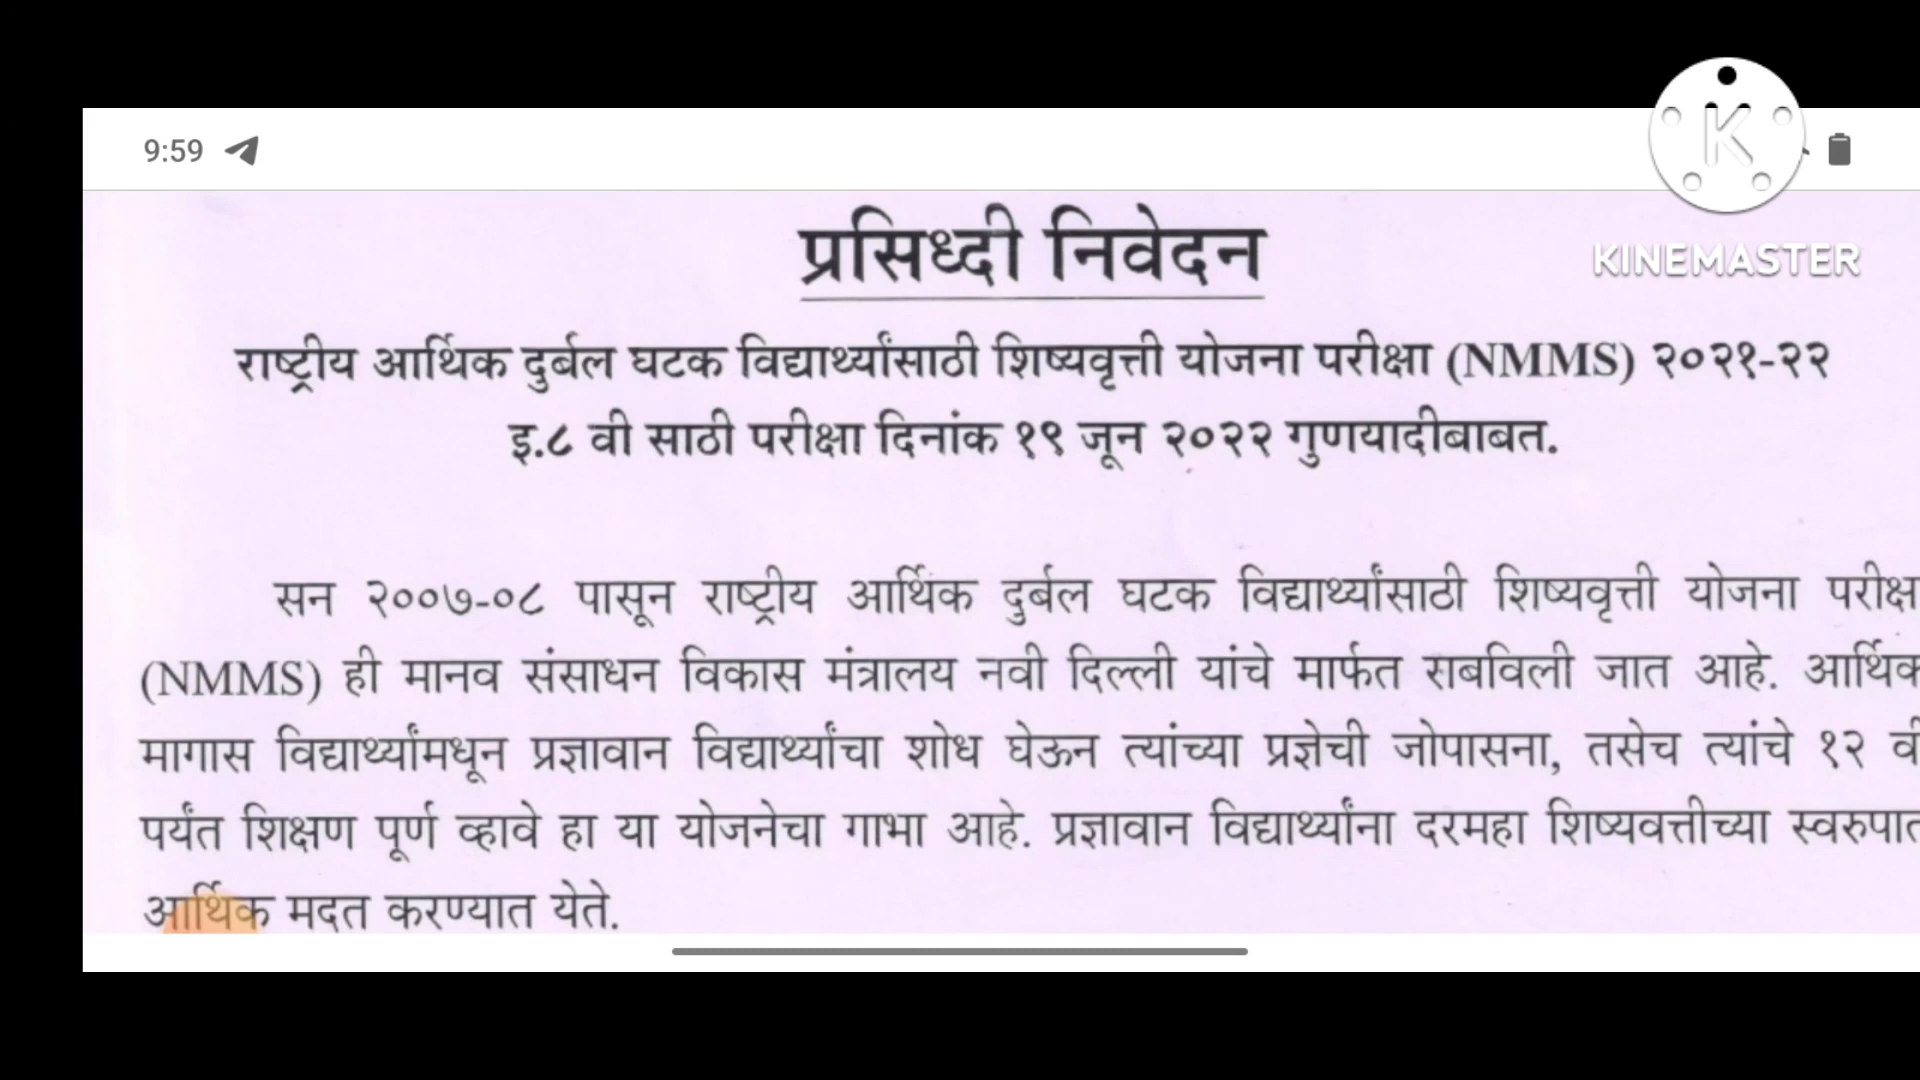 9:59
K
KINEMASTER
प्रसिध्दी निवेदन
राष्ट्रीय आर्थिक दुर्बल घटक विद्यार्थ्यांसाठी शिष्यवृत्ती योजना परीक्षा (NMMS) २०२१-२२
इ.८ वी साठी परीक्षा दिनांक १९ जून २०२२ गुणयादीबाबत.
सन २००७-०८ पासून राष्ट्रीय आर्थिक दुर्बल घटक विद्यार्थ्यांसाठी शिष्यवृत्ती योजना परीक्षा
(NMMS) ही मानव संसाधन विकास मंत्रालय नवी दिल्ली यांचे मार्फत राबविली जात आहे. आर्थिक
मागास विद्यार्थ्यांमधून प्रज्ञावान विद्यार्थ्यांचा शोध घेऊन त्यांच्या प्रज्ञेची जोपासना, तसेच त्यांचे १२ वी
पर्यंत शिक्षण पूर्ण व्हावे हा या योजनेचा गाभा आहे. प्रज्ञावान विद्यार्थ्यांना दरमहा शिष्यवत्तीच्या स्वरुपात
आर्थिक मदत करण्यात येते.